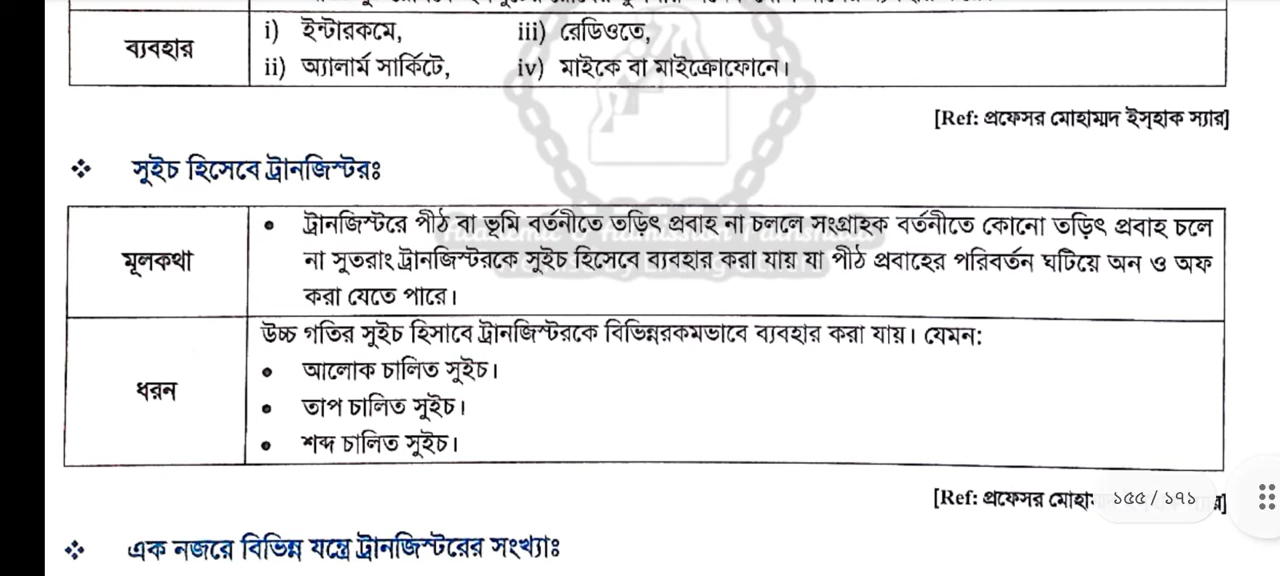 ব্যবহার
i) ইন্টারকমে, iii) রেডিওতে,
ii) অ্যালার্ম সার্কিটে, iv) মাইকে বা মাইক্রোফোনে।
[Ref: প্রফেসর মোহাম্মদ ইস্হাক স্যার]
❖ সুইচ হিসেবে ট্রানজিস্টরঃ
মূলকথা
• ট্রানজিস্টরে পীঠ বা ভূমি বর্তনীতে তড়িৎ প্রবাহ না চললে সংগ্রাহক বর্তনীতে কোনো তড়িৎ প্রবাহ চলে
না সুতরাং ট্রানজিস্টরকে সুইচ হিসেবে ব্যবহার করা যায় যা পীঠ প্রবাহের পরিবর্তন ঘটিয়ে অন ও অফ
করা যেতে পারে।
ধরন
উচ্চ গতির সুইচ হিসাবে ট্রানজিস্টরকে বিভিন্নরকমভাবে ব্যবহার করা যায়। যেমন:
• আলোক চালিত সুইচ।
• তাপ চালিত সুইচ।
• শব্দ চালিত সুইচ।
[Ref: প্রফেসর
১৫৫ / ১৭১
❖ এক নজরে বিভিন্ন যন্ত্রে ট্রানজিস্টরের সংখ্যাঃ